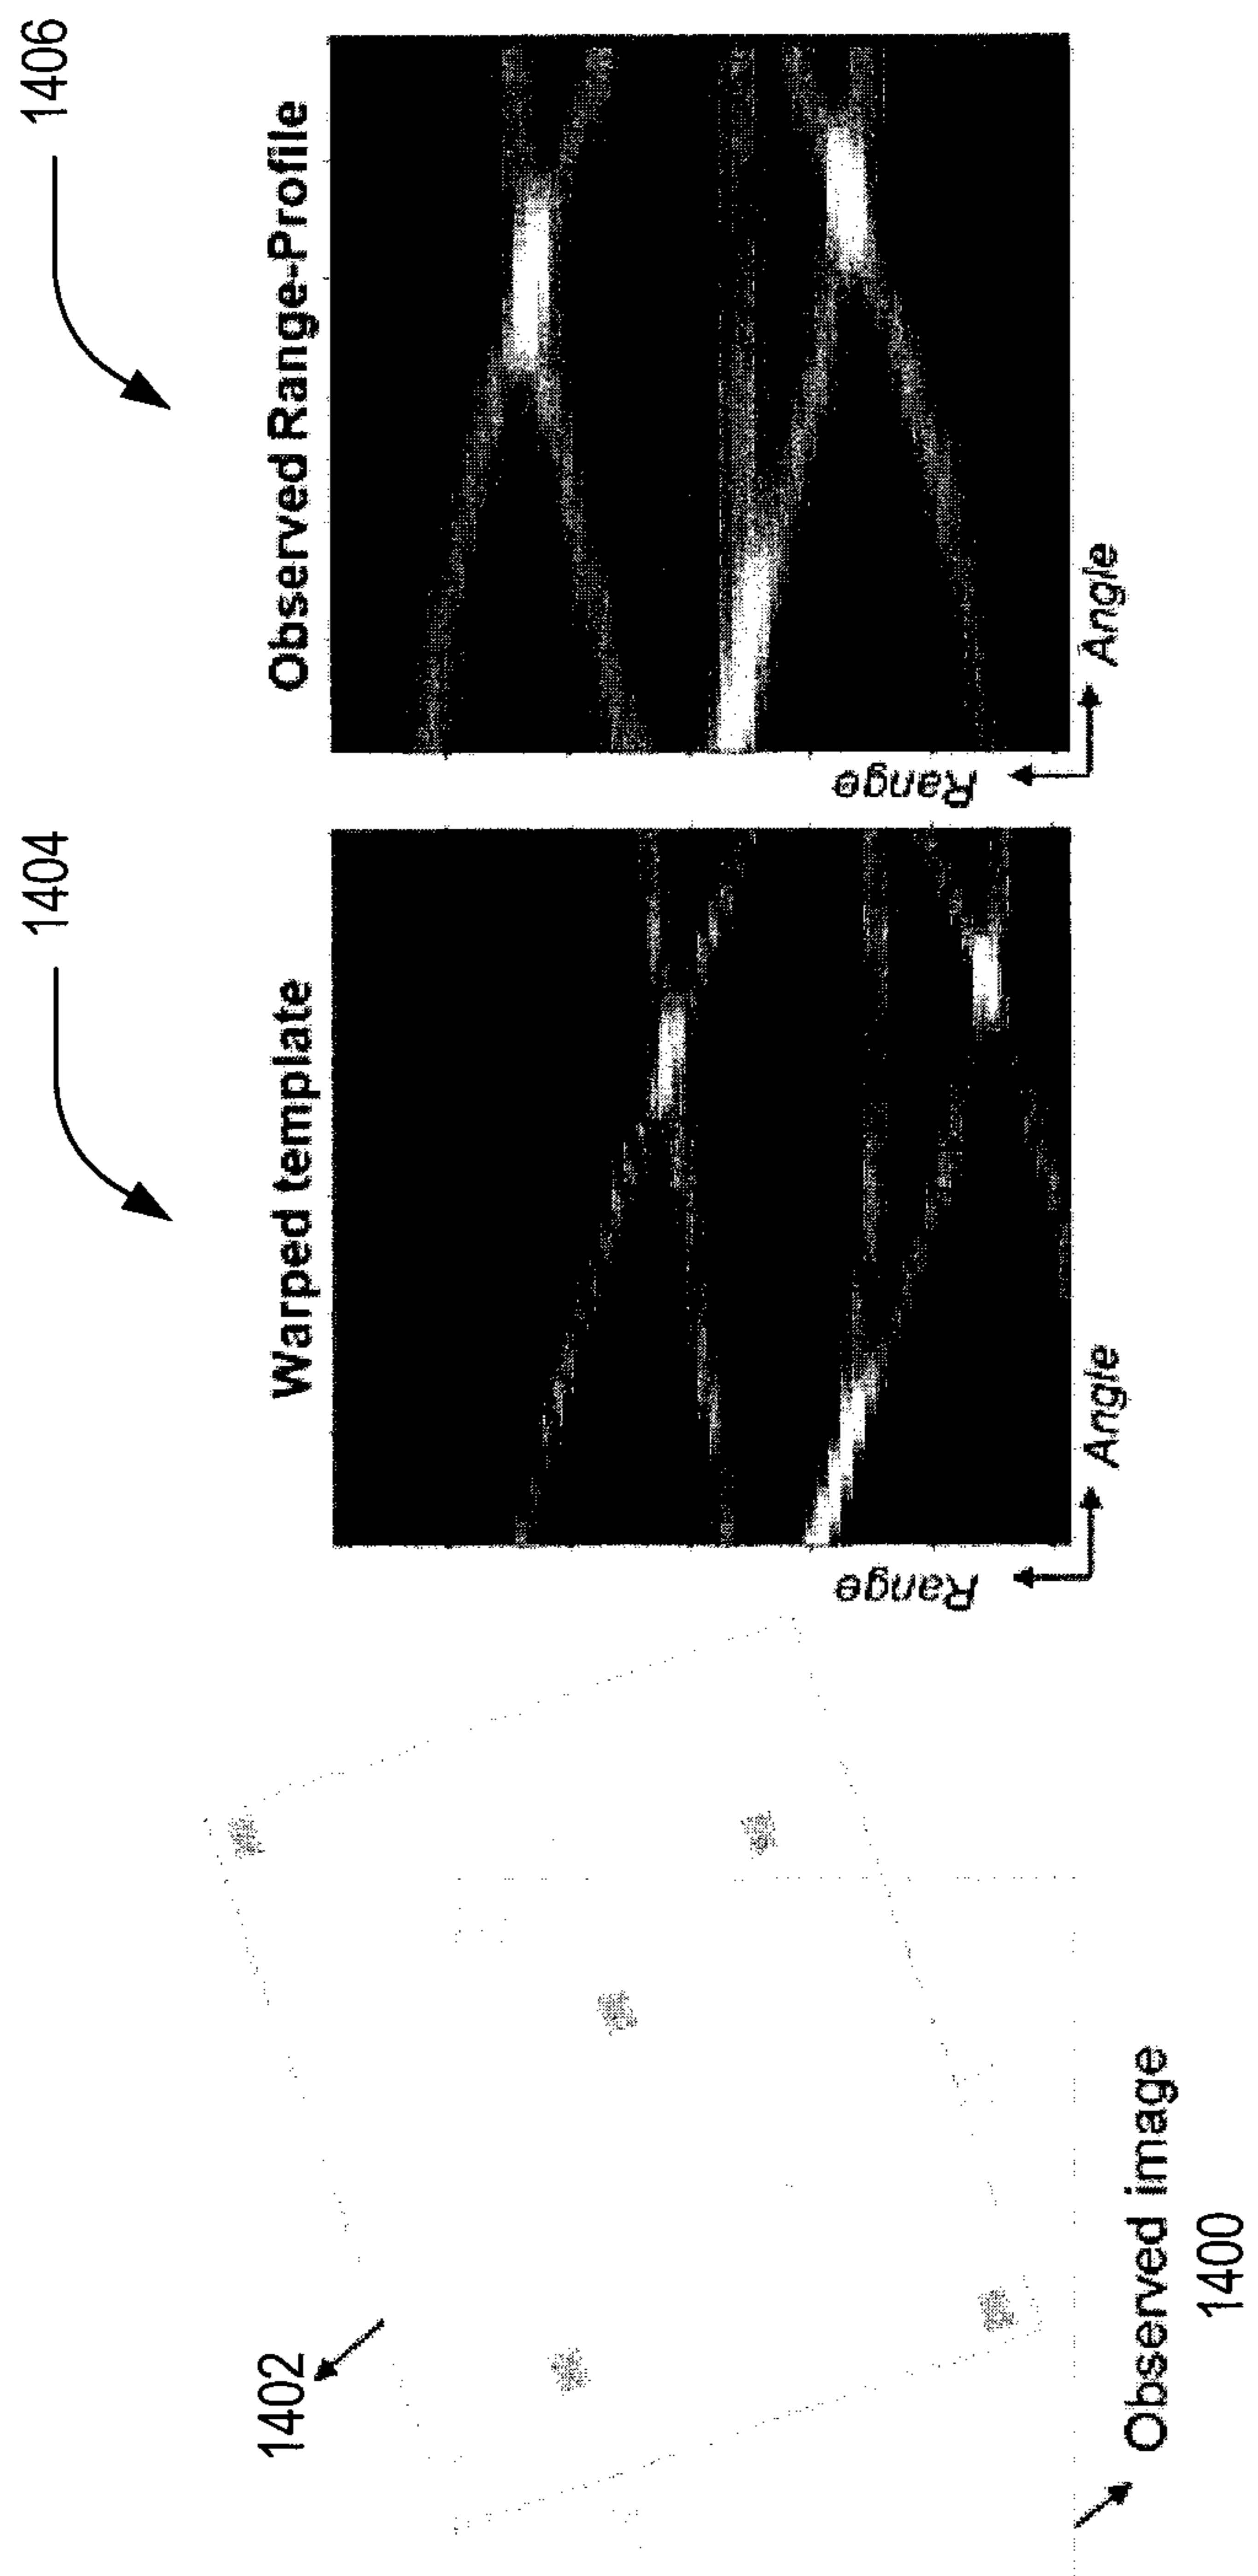 1402
Observed image
1400
1404
Warped template
Range
Angle
1406
Observed Range-Profile
Range
Angle